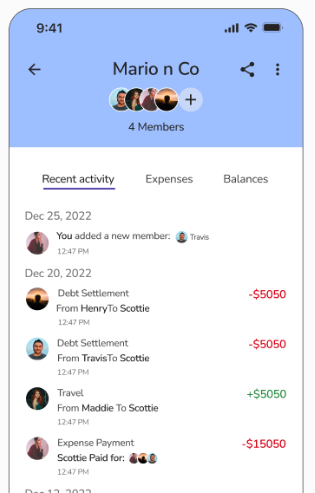 9:41
Mario n Co
4 Members
Recent activity Expenses Balances
Dec 25, 2022
You added a new member: Travis
12:47 PM
Dec 20, 2022
Debt Settlement -$5050
From HenryTo Scottie
12:47 PM
Debt Settlement -$5050
From TravisTo Scottie
12:47 PM
Travel +$5050
From Maddie To Scottie
12:47 PM
Expense Payment -$15050
Scottie Paid for:
12:47 PM
Dec 12, 2022